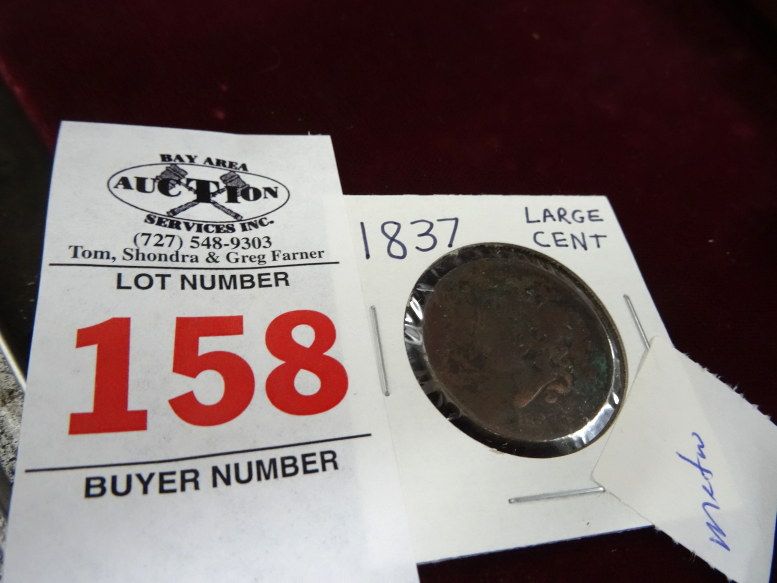 BAY AREA
AUCTION
SERVICES INC.
(727) 548-9303
Tom, Shondra & Greg Farner
LOT NUMBER
158
BUYER NUMBER
1837
LARGE
CENT